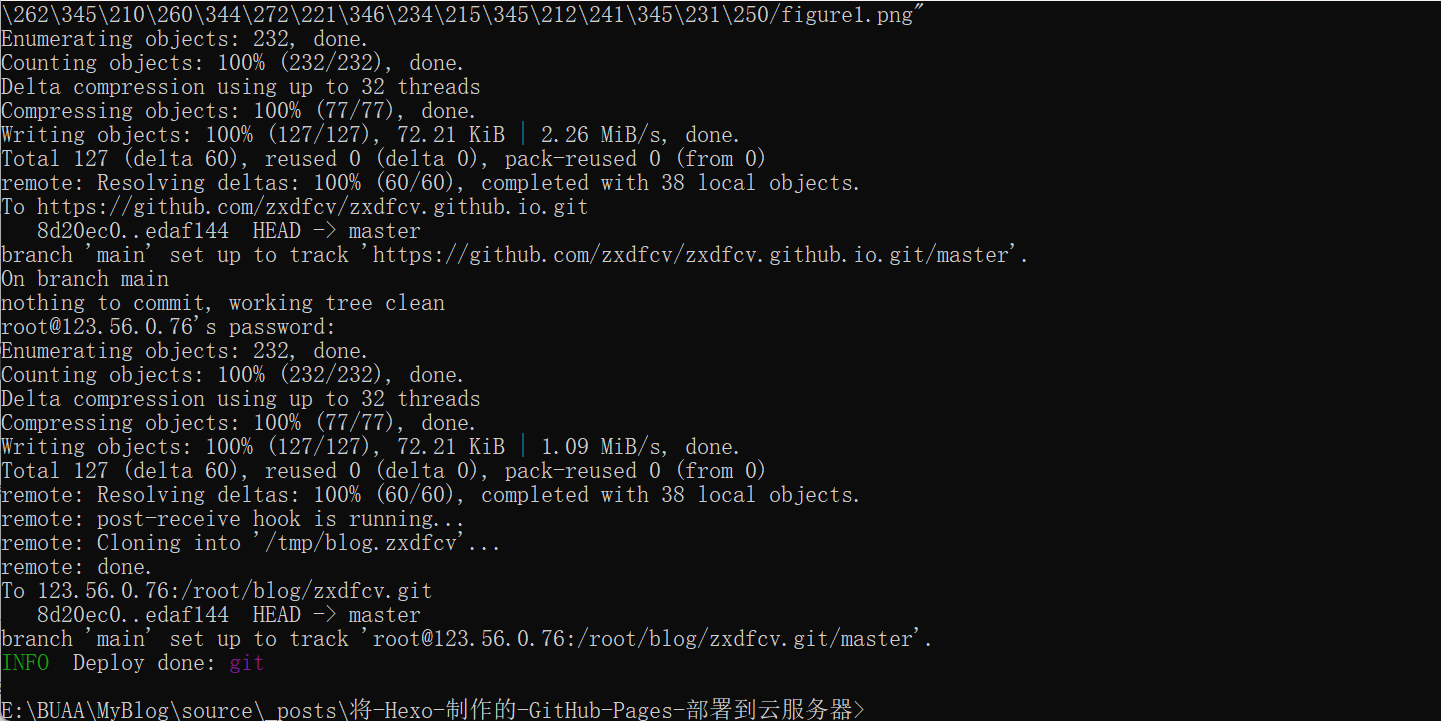 \262\345\210\260\344\272\221\346\234\215\345\212\241\345\231\250/figure1.png"
Enumerating objects: 232, done.
Counting objects: 100% (232/232), done.
Delta compression using up to 32 threads
Compressing objects: 100% (77/77), done.
Writing objects: 100% (127/127), 72.21 KiB | 2.26 MiB/s, done.
Total 127 (delta 60), reused 0 (delta 0), pack-reused 0 (from 0)
remote: Resolving deltas: 100% (60/60), completed with 38 local objects.
To https://github.com/zxdfcv/zxdfcv.github.io.git
   8d20ec0..edaf144  HEAD -> master
branch 'main' set up to track 'https://github.com/zxdfcv/zxdfcv.github.io.git/master'.
On branch main
nothing to commit, working tree clean
root@123.56.0.76's password:
Enumerating objects: 232, done.
Counting objects: 100% (232/232), done.
Delta compression using up to 32 threads
Compressing objects: 100% (77/77), done.
Writing objects: 100% (127/127), 72.21 KiB | 1.09 MiB/s, done.
Total 127 (delta 60), reused 0 (delta 0), pack-reused 0 (from 0)
remote: Resolving deltas: 100% (60/60), completed with 38 local objects.
remote: post-receive hook is running...
remote: Cloning into '/tmp/blog.zxdfcv'...
remote: done.
To 123.56.0.76:/root/blog/zxdfcv.git
   8d20ec0..edaf144  HEAD -> master
branch 'main' set up to track 'root@123.56.0.76:/root/blog/zxdfcv.git/master'.
INFO  Deploy done: git
E:\BUAA\MyBlog\source\_posts\将-Hexo-制作的-GitHub-Pages-部署到云服务器>